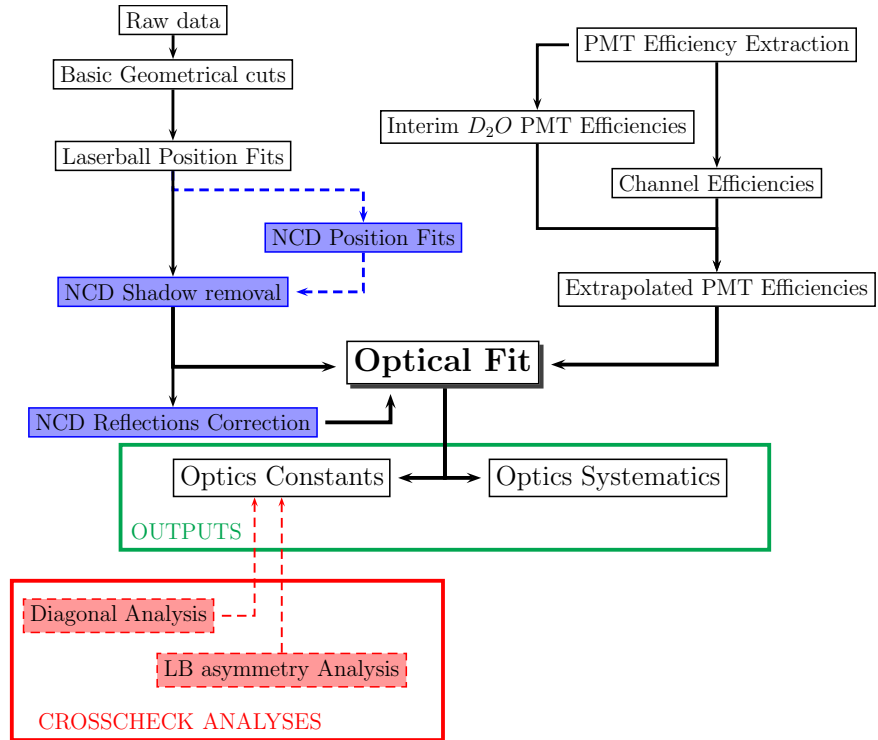 Raw data
Basic Geometrical cuts
Laserball Position Fits
NCD Position Fits
NCD Shadow removal
PMT Efficiency Extraction
Interim D₂O PMT Efficiencies
Channel Efficiencies
Extrapolated PMT Efficiencies
Optical Fit
NCD Reflections Correction
Optics Constants
Optics Systematics
OUTPUTS
Diagonal Analysis
LB asymmetry Analysis
CROSSCHECK ANALYSES